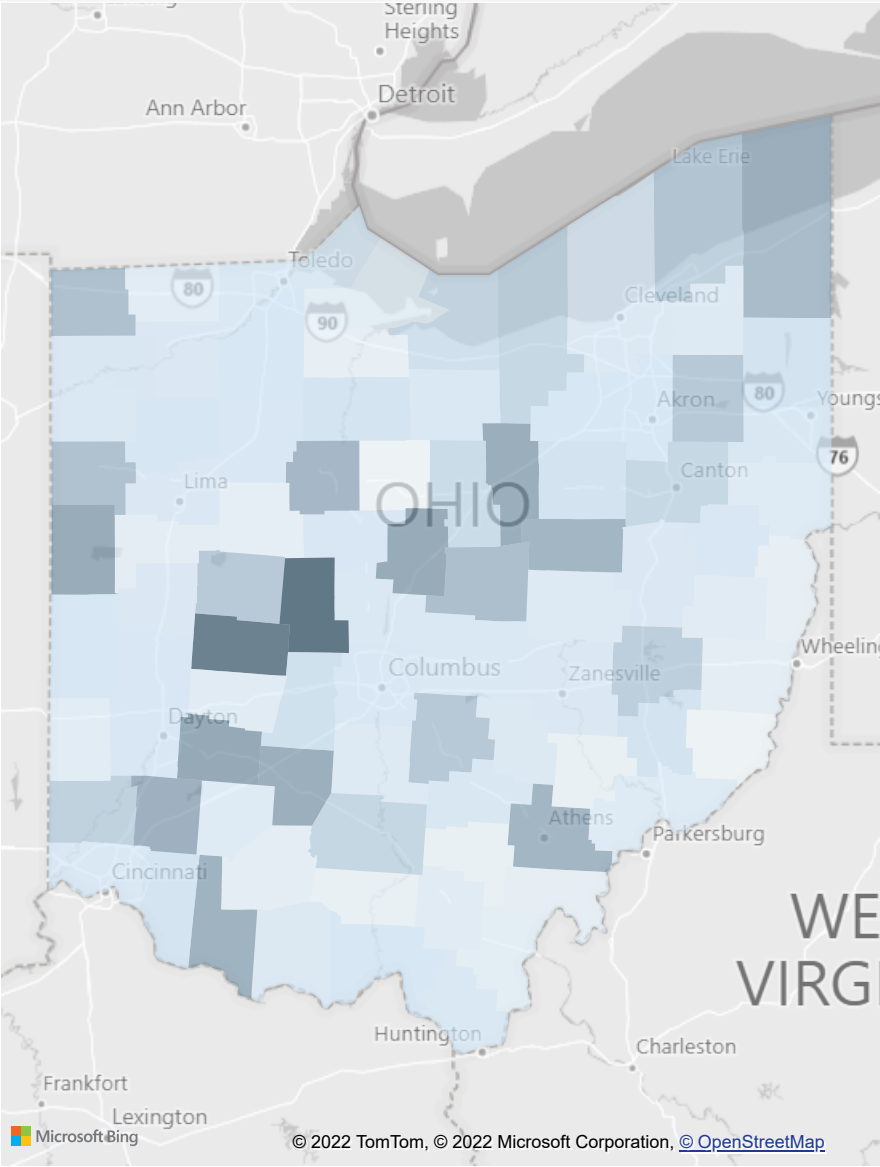 Sterling
Heights
Ann Arbor
Detroit
Lake Erie
Toledo
80
90
Cleveland
Akron
80
Youngs
76
Lima
OHIO
Canton
Columbus
Zanesville
Wheeling
Dayton
Athens
Parkersburg
Cincinnati
WE
VIRGI
Huntington
Charleston
Frankfort
Lexington
Microsoft Bing
© 2022 TomTom, © 2022 Microsoft Corporation, © OpenStreetMap